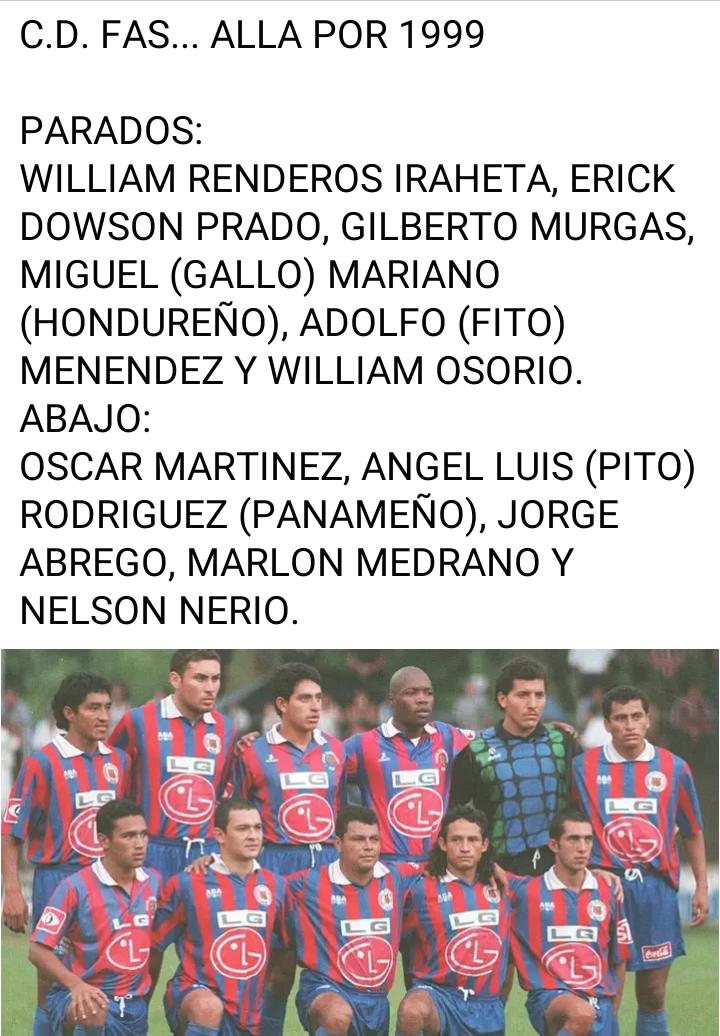 C.D. FAS... ALLA POR 1999
PARADOS:
WILLIAM RENDEROS IRAHETA, ERICK
DOWSON PRADO, GILBERTO MURGAS,
MIGUEL (GALLO) MARIANO
(HONDUREÑO), ADOLFO (FITO)
MENENDEZ Y WILLIAM OSORIO.
ABAJO:
OSCAR MARTINEZ, ANGEL LUIS (PITO)
RODRIGUEZ (PANAMEÑO), JORGE
ABREGO, MARLON MEDRANO Y
NELSON NERIO.
LG
LG
LG
LG
LG
LG
LG
LG
LG
LG
Coca-Cola